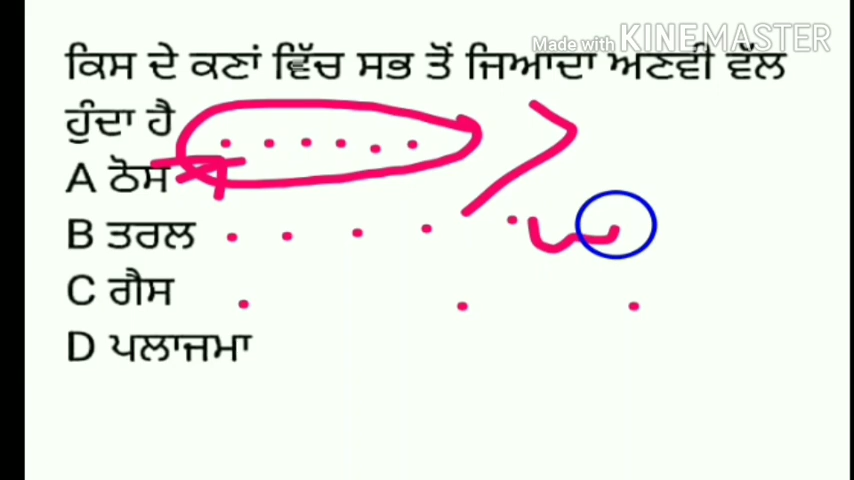 Made with KINEMASTER
ਕਿਸ ਦੇ ਕਣਾਂ ਵਿੱਚ ਸਭ ਤੋਂ ਜਿਆਦਾ ਅਣਵੀ ਵੱਲ
ਹੁੰਦਾ ਹੈ
A ਠੋਸ
B ਤਰਲ
C ਗੈਸ
D ਪਲਾਜਮਾ